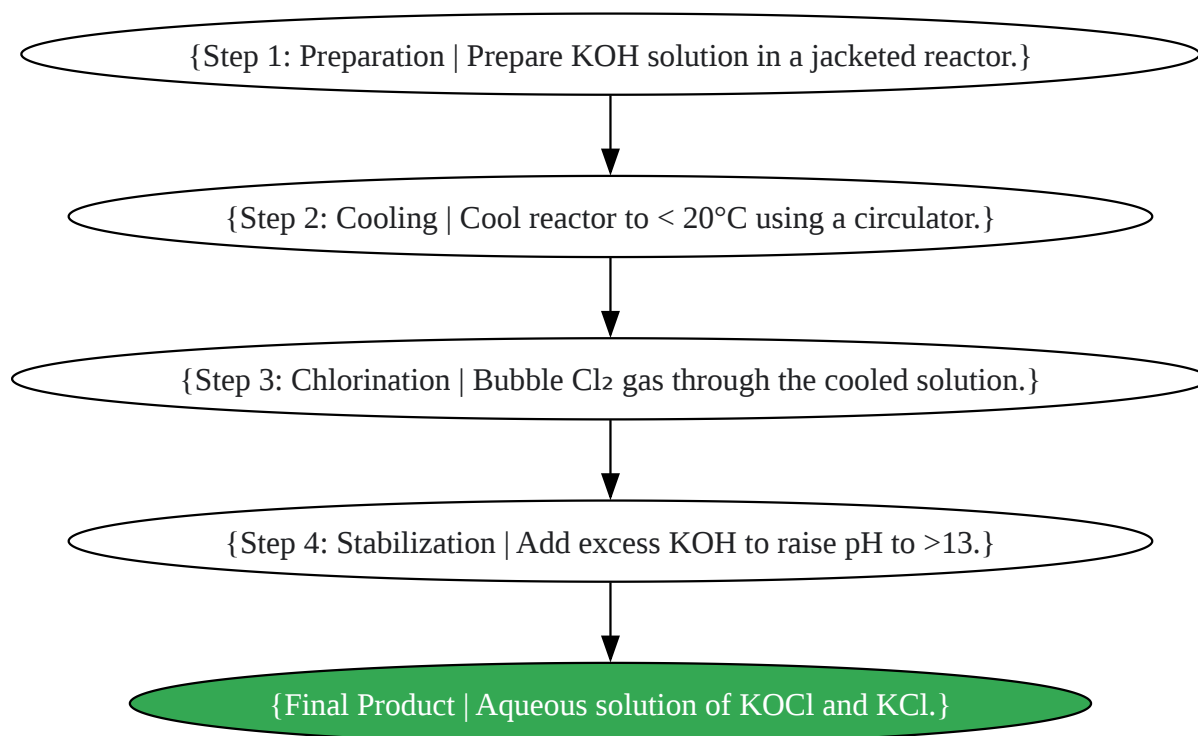 {Step 1: Preparation | Prepare KOH solution in a jacketed reactor.}
{Step 2: Cooling | Cool reactor to < 20°C using a circulator.}
{Step 3: Chlorination | Bubble Cl₂ gas through the cooled solution.}
{Step 4: Stabilization | Add excess KOH to raise pH to >13.}
{Final Product | Aqueous solution of KOCl and KCl.}